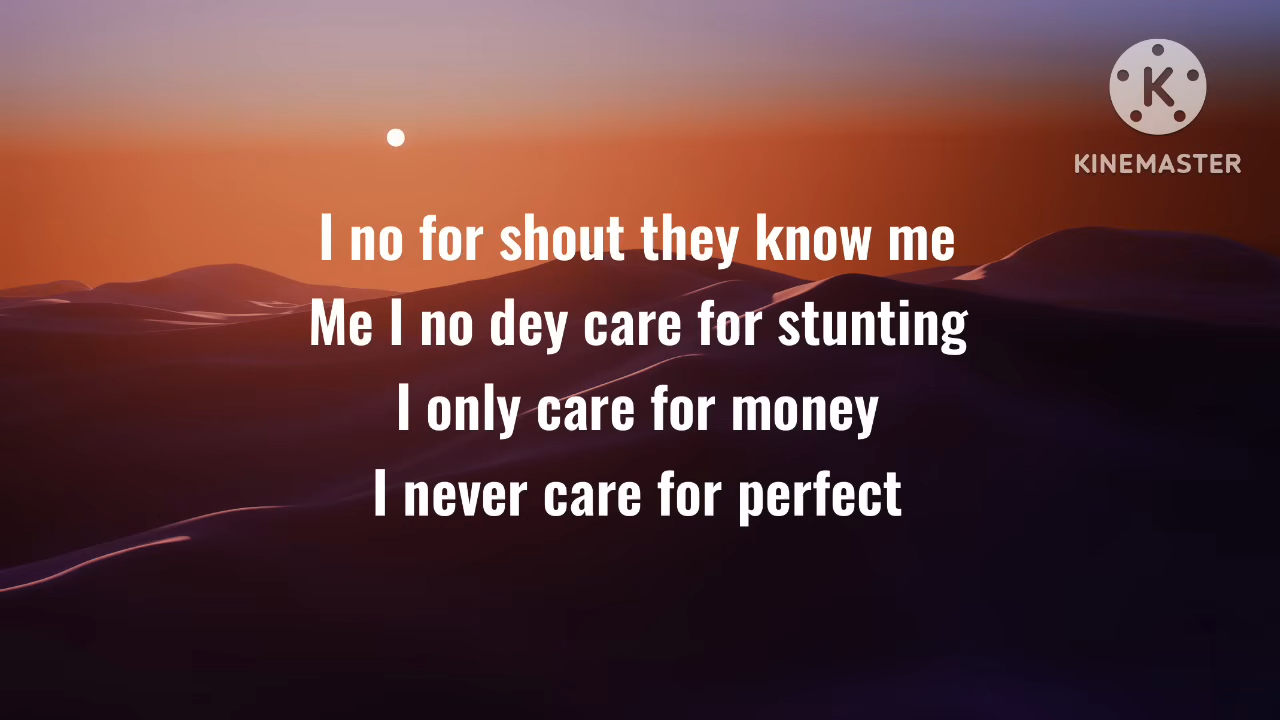 K
KINEMASTER
I no for shout they know me
Me I no dey care for stunting
I only care for money
I never care for perfect